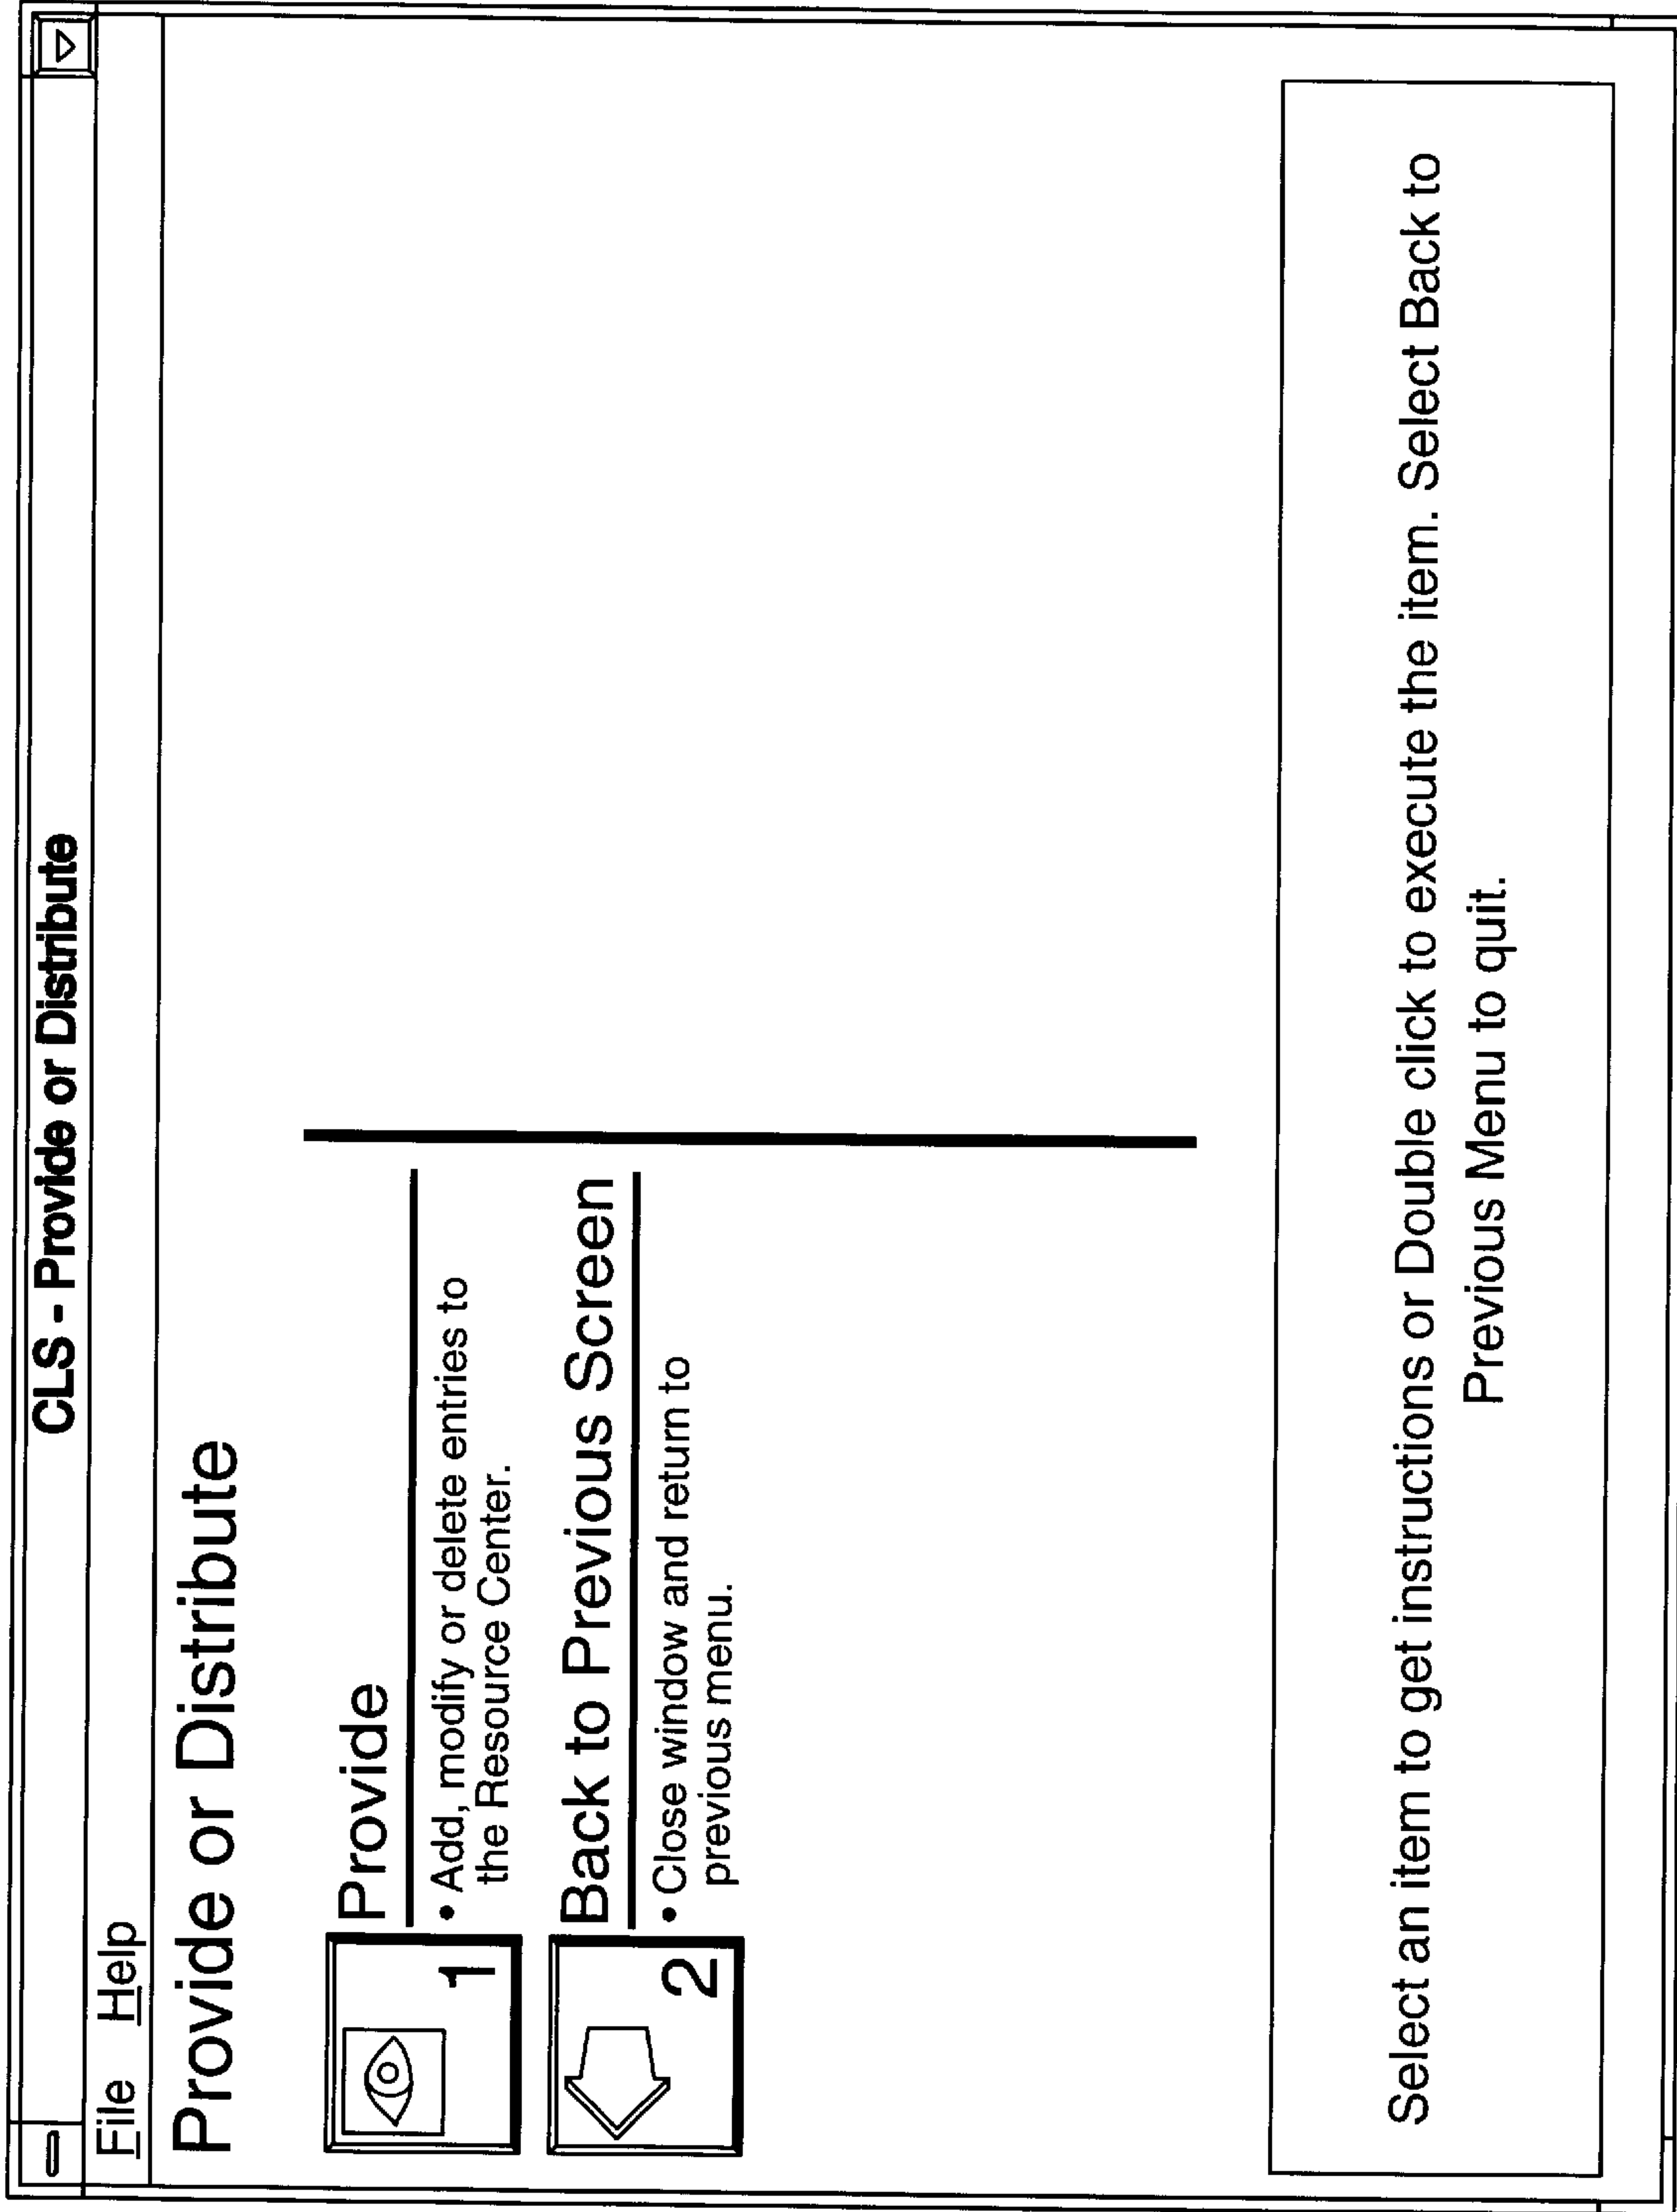 CLS - Provide or Distribute
File Help
Provide or Distribute
1
Provide
• Add, modify or delete entries to
the Resource Center.
2
Back to Previous Screen
• Close window and return to
previous menu.
Select an item to get instructions or Double click to execute the item. Select Back to
Previous Menu to quit.